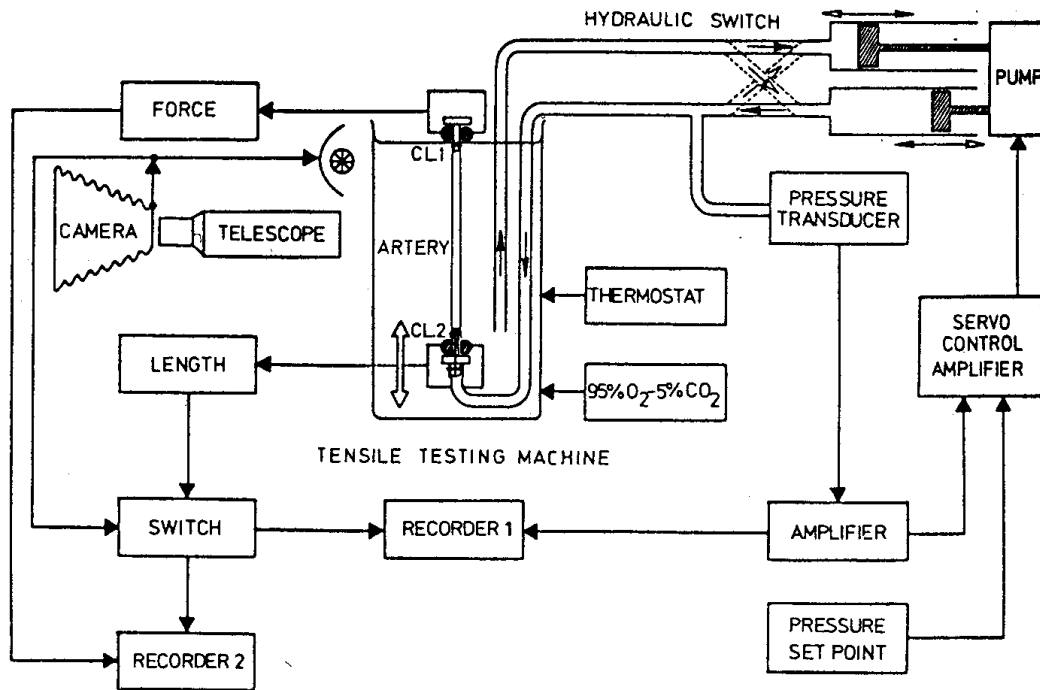 HYDRAULIC SWITCH
FORCE
PUMP
CL1
CAMERA
TELESCOPE
ARTERY
PRESSURE
TRANSDUCER
THERMOSTAT
CL2
LENGTH
SERVO
CONTROL
AMPLIFIER
95% O₂-5% CO₂
TENSILE TESTING MACHINE
SWITCH
RECORDER 1
AMPLIFIER
RECORDER 2
PRESSURE
SET POINT